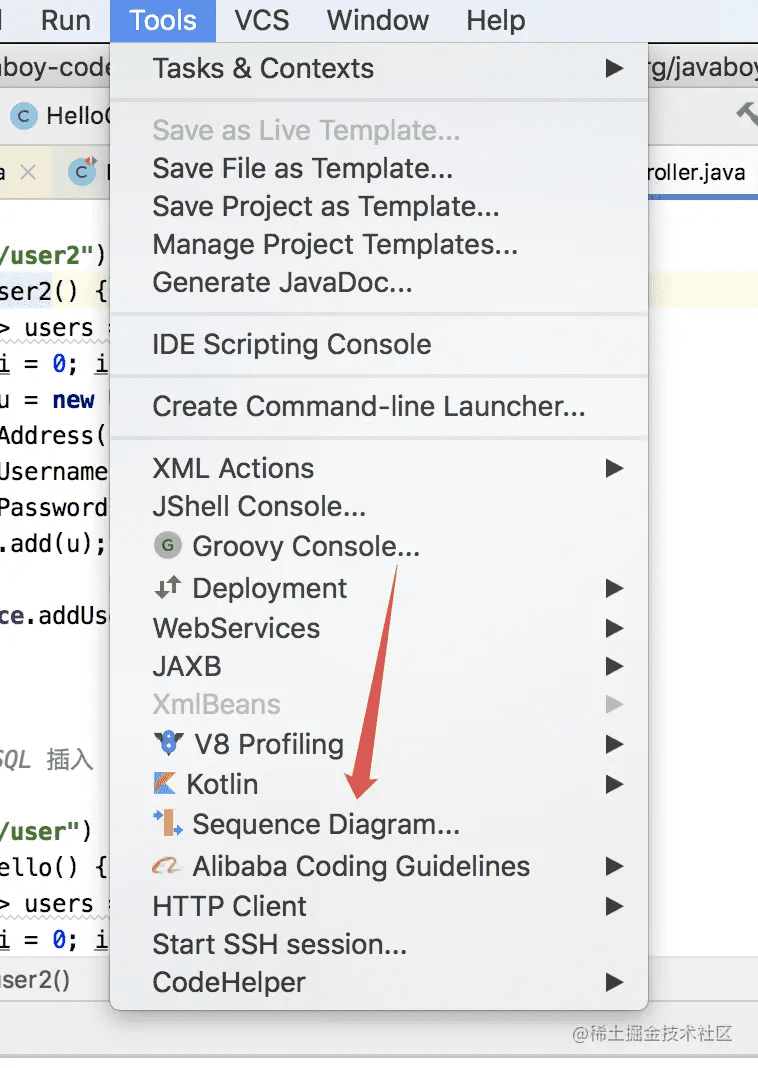 Run Tools VCS Window Help
Tasks & Contexts
Save as Live Template...
Save File as Template...
Save Project as Template...
Manage Project Templates...
Generate JavaDoc...
IDE Scripting Console
Create Command-line Launcher...
XML Actions
JShell Console...
G Groovy Console...
Deployment
WebServices
JAXB
XmlBeans
V8 Profiling
Kotlin
Sequence Diagram...
Alibaba Coding Guidelines
HTTP Client
Start SSH session...
CodeHelper
boy-code
rg/javaboy
C HelloC
C
roller.java
/user2")
ser2() {
> users =
i = 0; i
u = new
Address(
Username
Password
.add(u);
ce.addUs
SQL 插入
/user")
ello() {
> users =
i = 0; i
user2()
@稀土掘金技术社区